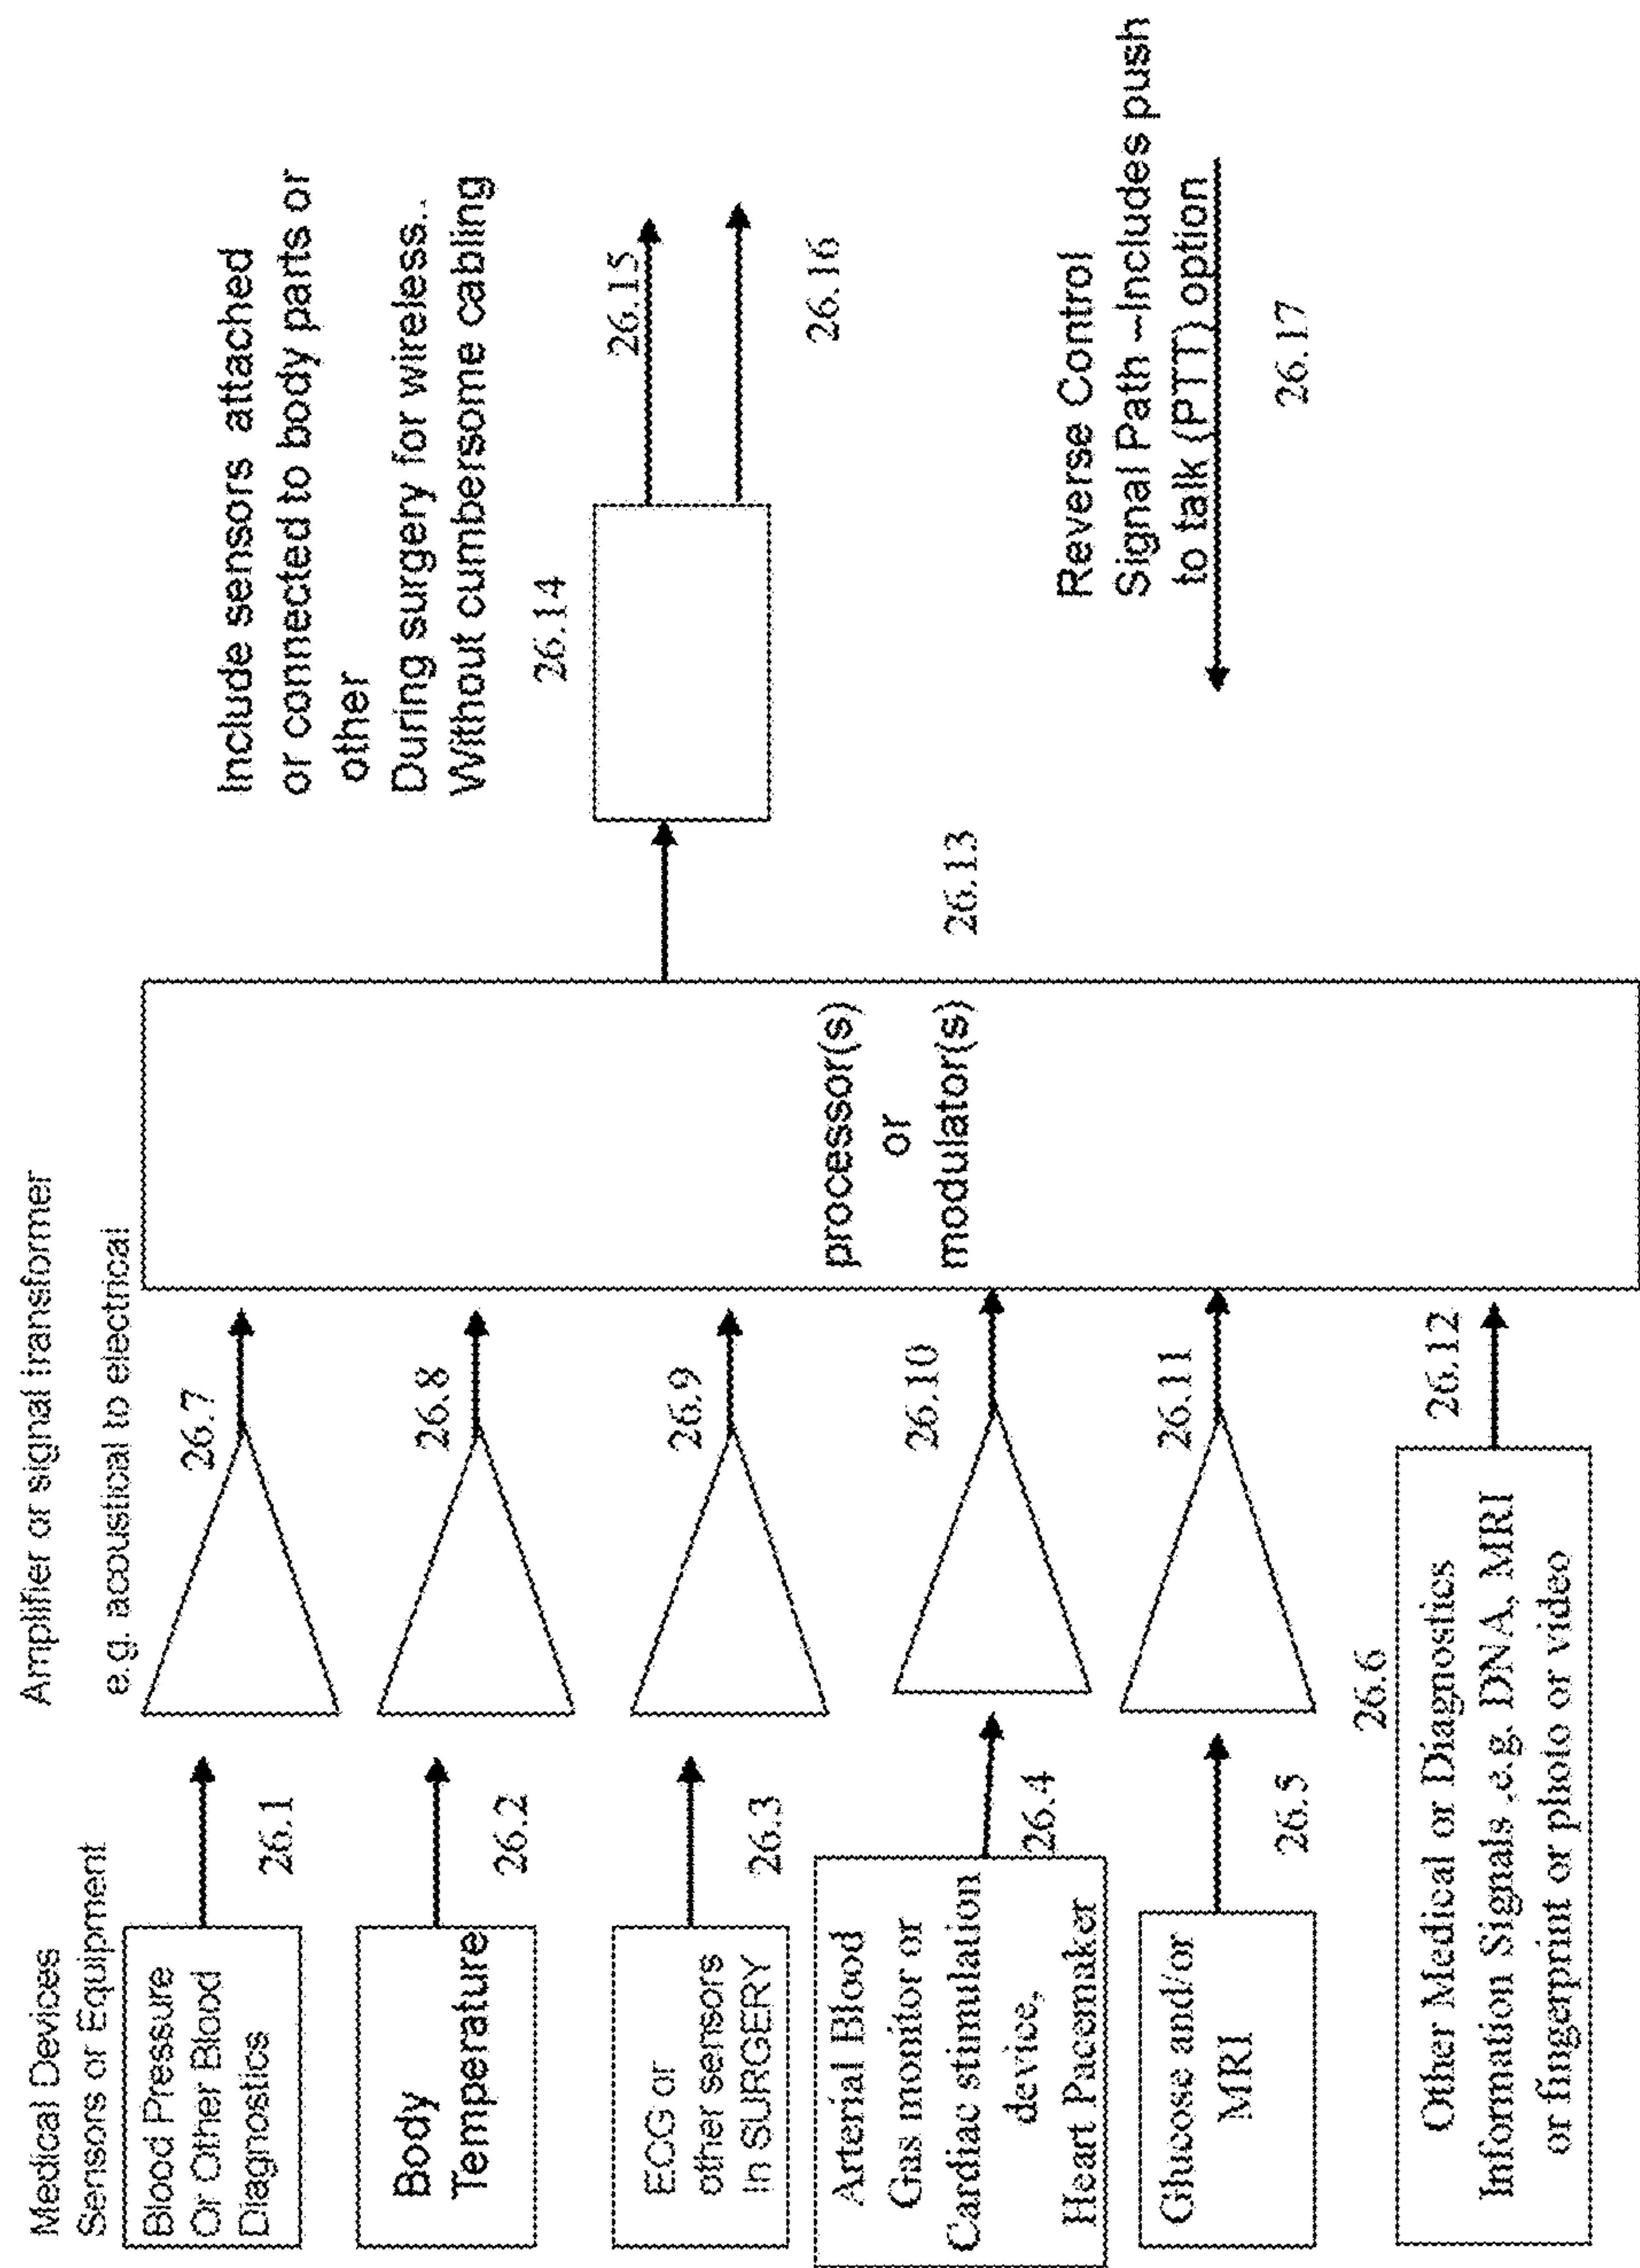 Medical Devices
Sensors or Equipment
Amplifier or signal transformer
e.g. acoustical to electrical
Blood Pressure
Or Other Blood
Diagnostics
26.1
26.7
Body
Temperature
26.2
26.8
ECG or
other sensors
In SURGERY
26.3
26.9
Arterial Blood
Gas monitor or
Cardiac stimulation
device,
Heart Pacemaker
26.4
26.10
Glucose and/or
MRI
26.5
26.11
26.6
Other Medical or Diagnostics
Information Signals ,e.g. DNA, MRI
or fingerprint or photo or video
26.12
processor(s)
or
modulator(s)
26.13
Include sensors attached
or connected to body parts or
other
During surgery for wireless..
Without cumbersome cabling
26.14
26.15
26.16
Reverse Control
Signal Path –Includes push
to talk (PTT) option
26.17